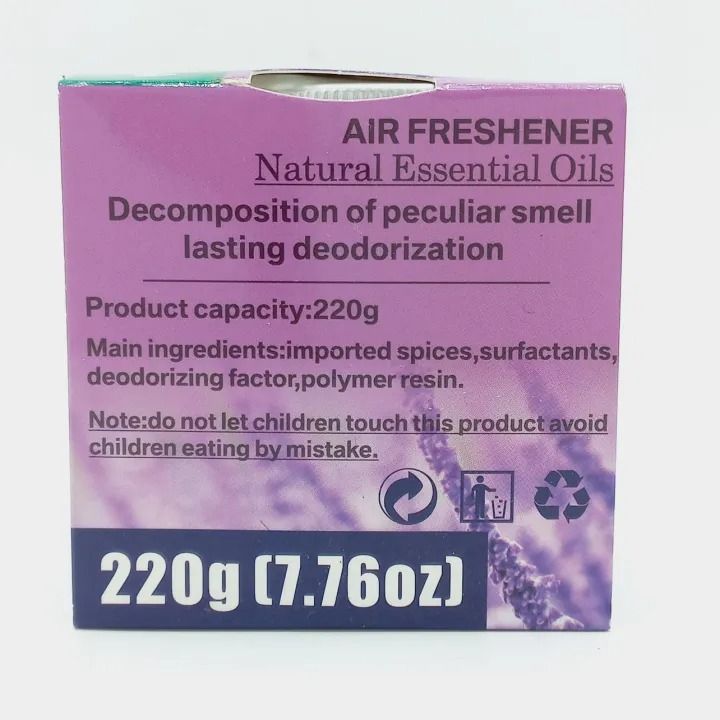 AIR FRESHENER
Natural Essential Oils
Decomposition of peculiar smell
lasting deodorization
Product capacity:220g
Main ingredients:imported spices,surfactants,
deodorizing factor,polymer resin.
Note:do not let children touch this product avoid
children eating by mistake.
220g (7.76oz)